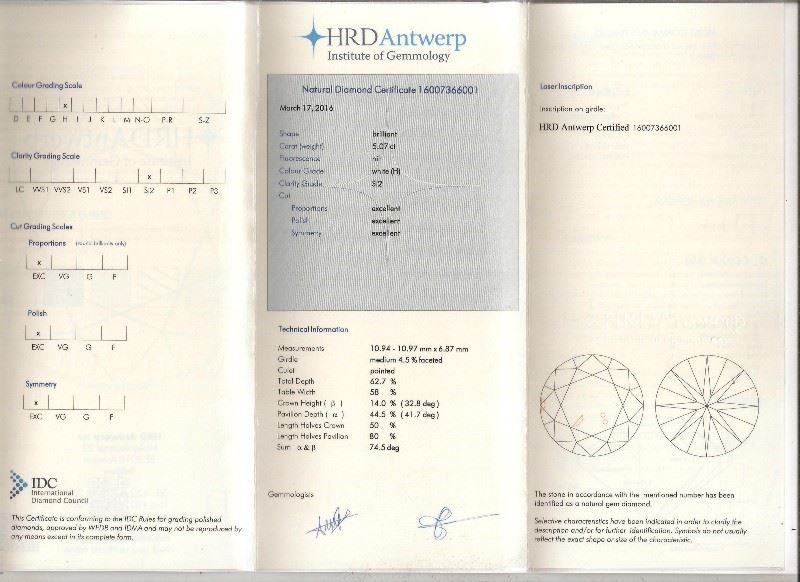 Colour Grading Scale
x
D E F G H I J K L M N-O P-R S-Z
Clarity Grading Scale
x
LC VVS1 VVS2 VS1 VS2 SI1 SI2 P1 P2 P3
Cut Grading Scales
Proportions (round brilliants only)
x
EXC VG G F
Polish
x
EXC VG G F
Symmetry
x
EXC VG G F
IDC
International
Diamond Council
This Certificate is conforming to the IDC Rules for grading polished
diamonds, approved by WFDB and IDMA and may not be reproduced by
any means except in its complete form.
HRD Antwerp
Institute of Gemmology
Natural Diamond Certificate 16007366001
March 17, 2016
Shape brilliant
Carat (weight) 5.07 ct
Fluorescence nil
Colour Grade white (H)
Clarity Grade SI2
Cut
Proportions excellent
Polish excellent
Symmetry excellent
Technical Information
Measurements 10.94 - 10.97 mm x 6.87 mm
Girdle medium 4.5 % faceted
Culet pointed
Total Depth 62.7 %
Table Width 58 %
Crown Height ( β ) 14.0 % ( 32.8 deg )
Pavilion Depth ( α ) 44.5 % ( 41.7 deg )
Length Halves Crown 50 %
Length Halves Pavilion 80 %
Sum α & β 74.5 deg
Gemmologists
Laser Inscription
Inscription on girdle:
HRD Antwerp Certified 16007366001
The stone in accordance with the mentioned number has been
identified as a natural gem diamond.
Selective characteristics have been indicated in order to clarify the
description and/or for further identification. Symbols do not usually
reflect the exact shape or size of the characteristic.